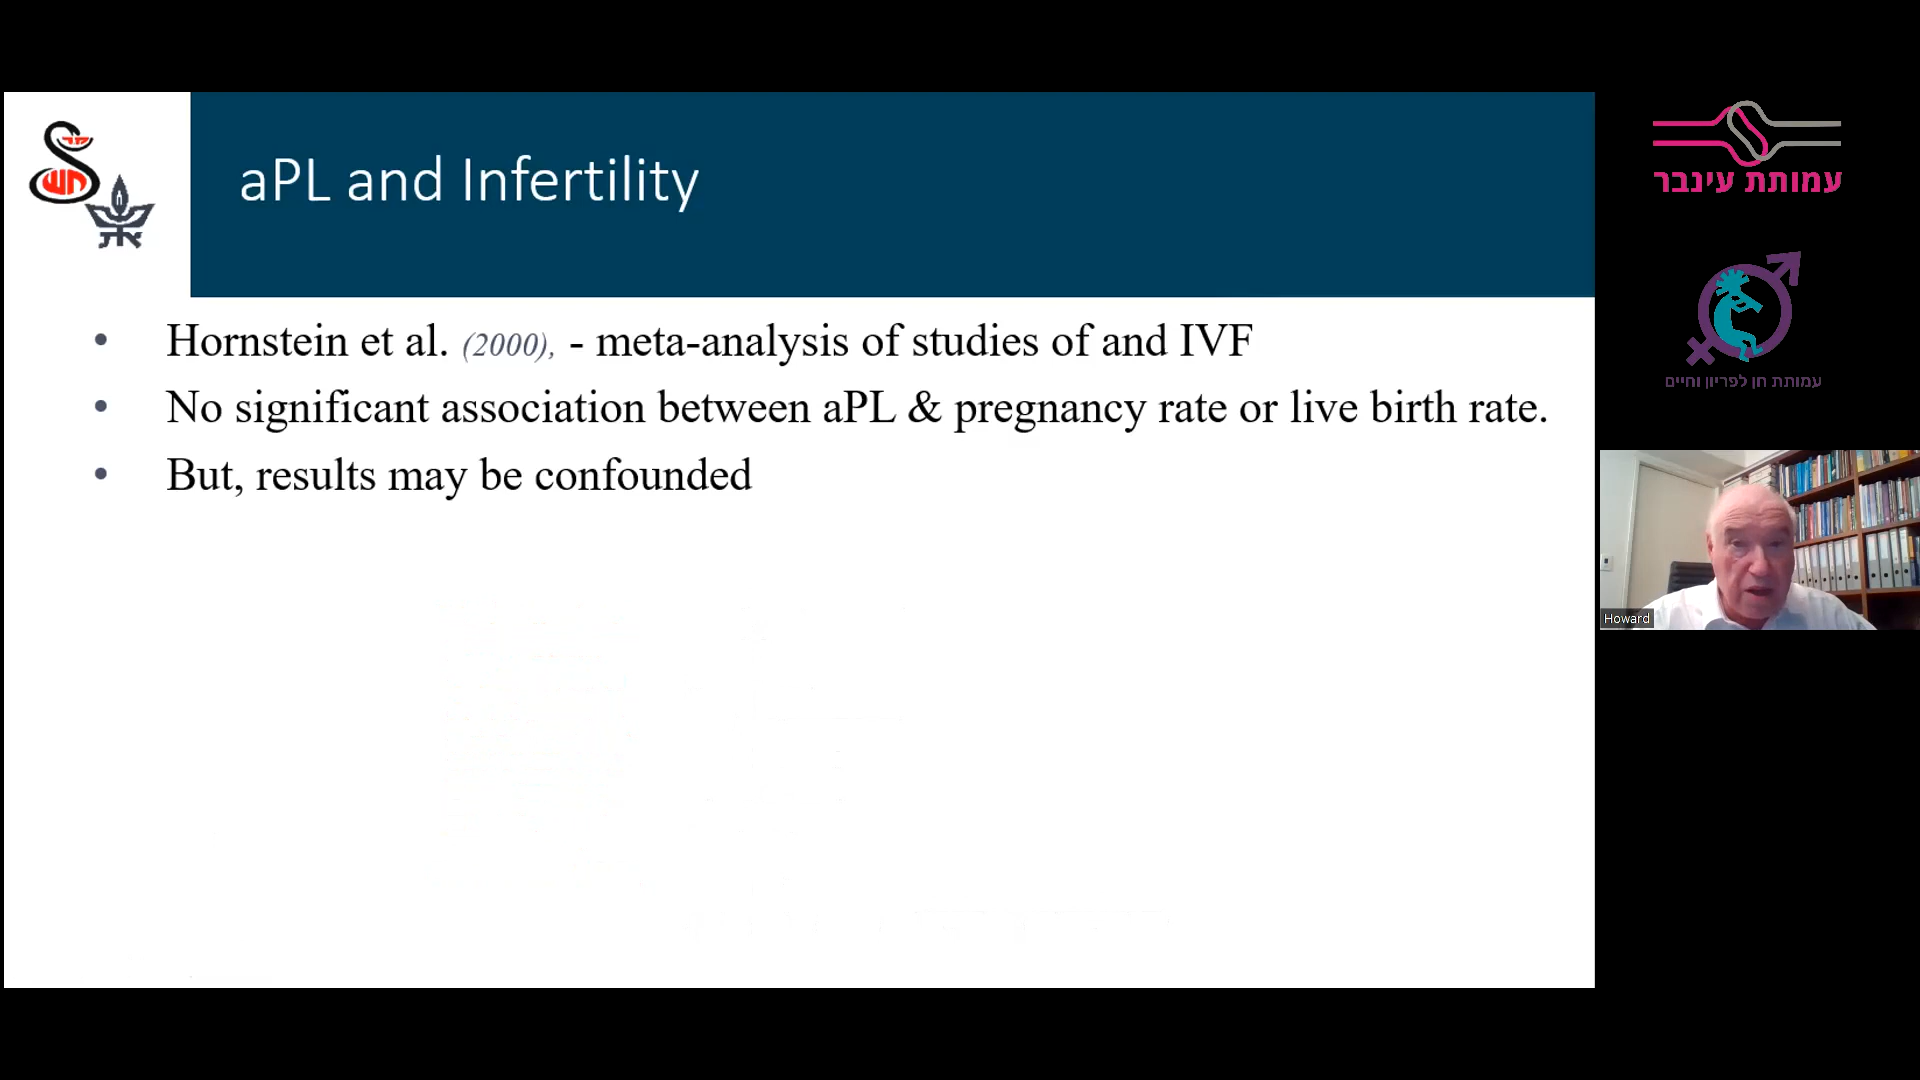 aPL and Infertility
• Hornstein et al. (2000), - meta-analysis of studies of and IVF
• No significant association between aPL & pregnancy rate or live birth rate.
• But, results may be confounded
עמותת עינבר
עמותת חן לפריון וחיים
Howard